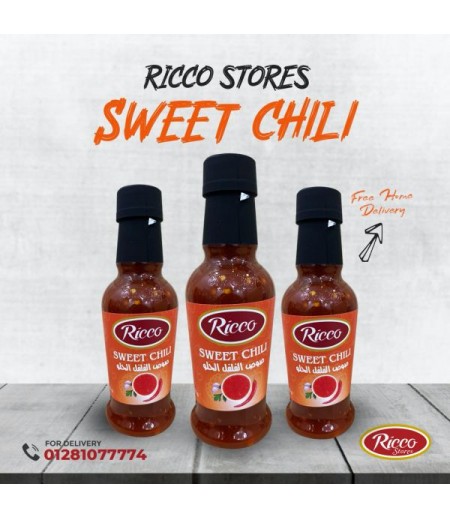 RICCO STORES
SWEET CHILI
Free Home
Delivery
Ricco
SWEET CHILI
صوص الفلفل الحلو
Ricco
SWEET CHILI
صوص الفلفل الحلو
Ricco
SWEET CHILI
صوص الفلفل الحلو
FOR DELIVERY
01281077774
Ricco
Stores